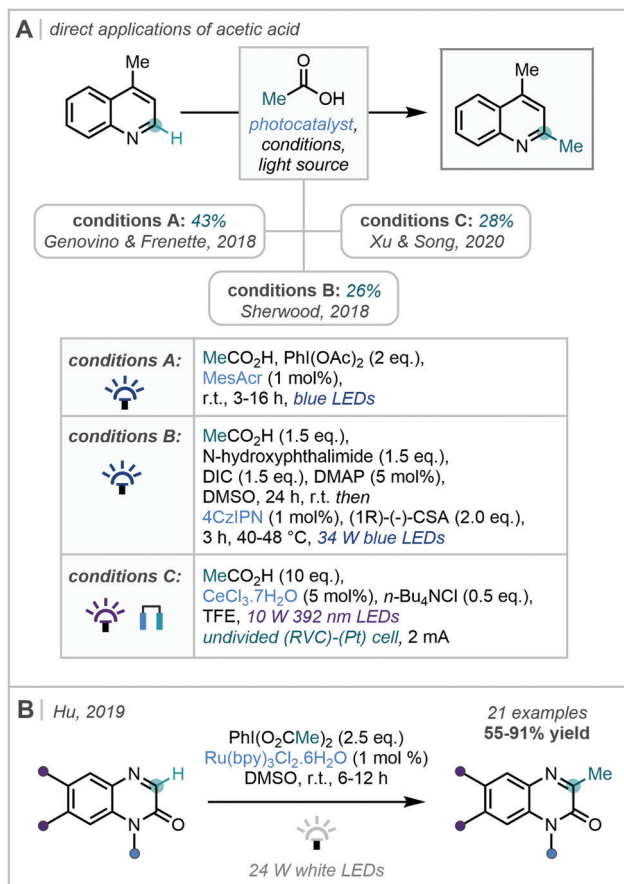 A | direct applications of acetic acid
Me
N
H
O
Me
OH
photocatalyst,
conditions,
light source
Me
N
Me
conditions A: 43%
Genovino & Frenette, 2018
conditions C: 28%
Xu & Song, 2020
conditions B: 26%
Sherwood, 2018
conditions A:
MeCO₂H, PhI(OAc)₂ (2 eq.),
MesAcr (1 mol%),
r.t., 3-16 h, blue LEDs
conditions B:
MeCO₂H (1.5 eq.),
N-hydroxyphthalimide (1.5 eq.),
DIC (1.5 eq.), DMAP (5 mol%),
DMSO, 24 h, r.t. then
4CzIPN (1 mol%), (1R)-(-)-CSA (2.0 eq.),
3 h, 40-48 °C, 34 W blue LEDs
conditions C:
MeCO₂H (10 eq.),
CeCl₃.7H₂O (5 mol%), n-Bu₄NCl (0.5 eq.),
TFE, 10 W 392 nm LEDs
undivided (RVC)-(Pt) cell, 2 mA
B | Hu, 2019
N
H
N
O
PhI(O₂CMe)₂ (2.5 eq.)
Ru(bpy)₃Cl₂.6H₂O (1 mol %)
DMSO, r.t., 6-12 h
24 W white LEDs
21 examples
55-91% yield
N
Me
N
O